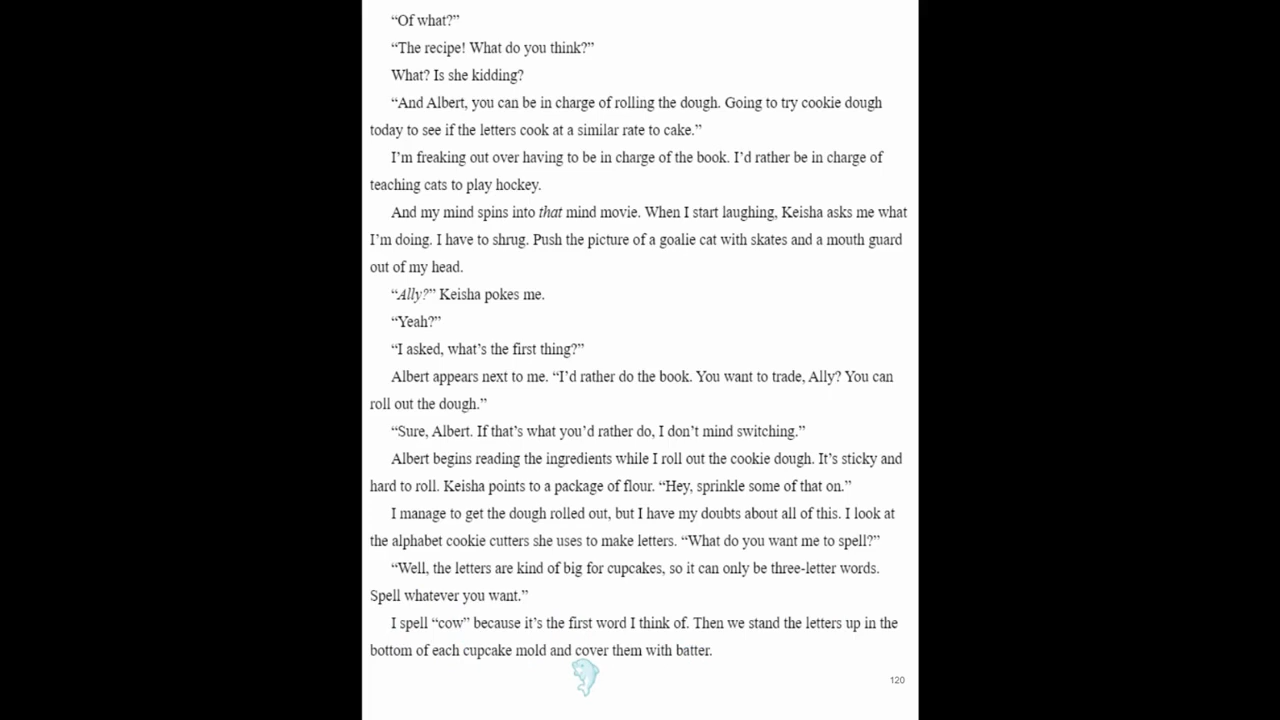 “Of what?”
“The recipe! What do you think?”
What? Is she kidding?
“And Albert, you can be in charge of rolling the dough. Going to try cookie dough
today to see if the letters cook at a similar rate to cake.”
I’m freaking out over having to be in charge of the book. I’d rather be in charge of
teaching cats to play hockey.
And my mind spins into that mind movie. When I start laughing, Keisha asks me what
I’m doing. I have to shrug. Push the picture of a goalie cat with skates and a mouth guard
out of my head.
“Ally?” Keisha pokes me.
“Yeah?”
“I asked, what’s the first thing?”
Albert appears next to me. “I’d rather do the book. You want to trade, Ally? You can
roll out the dough.”
“Sure, Albert. If that’s what you’d rather do, I don’t mind switching.”
Albert begins reading the ingredients while I roll out the cookie dough. It’s sticky and
hard to roll. Keisha points to a package of flour. “Hey, sprinkle some of that on.”
I manage to get the dough rolled out, but I have my doubts about all of this. I look at
the alphabet cookie cutters she uses to make letters. “What do you want me to spell?”
“Well, the letters are kind of big for cupcakes, so it can only be three-letter words.
Spell whatever you want.”
I spell “cow” because it’s the first word I think of. Then we stand the letters up in the
bottom of each cupcake mold and cover them with batter.
120